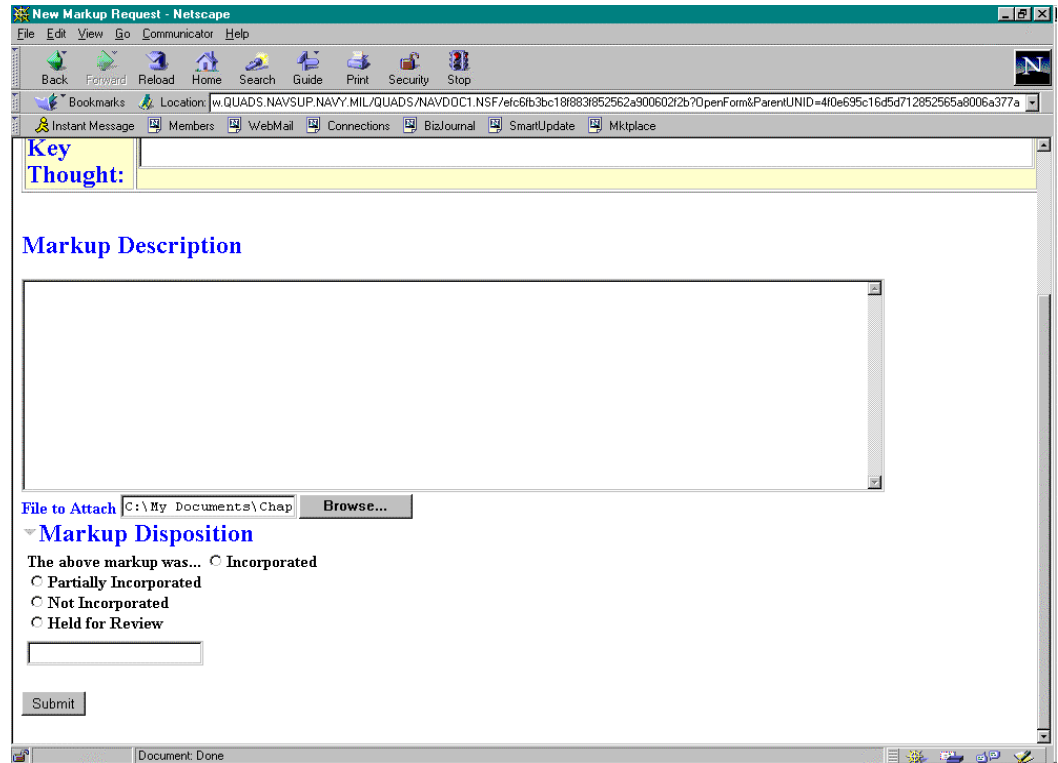 New Markup Request - Netscape
File Edit View Go Communicator Help
Back Forward Reload Home Search Guide Print Security Stop
N
Bookmarks Location: w.QUADS.NAVSUP.NAVY.MIL/QUADS/NAVDOC1.NSF/efc6fb3bc18f883f852562a900602f2b?OpenForm&ParentUNID=4f0e695c16d5d712852565a8006a377a
Instant Message Members WebMail Connections BizJournal SmartUpdate Mktplace
Key
Thought:
Markup Description
File to Attach C:\My Documents\Chap Browse...
Markup Disposition
The above markup was... Incorporated
Partially Incorporated
Not Incorporated
Held for Review
Submit
Document: Done